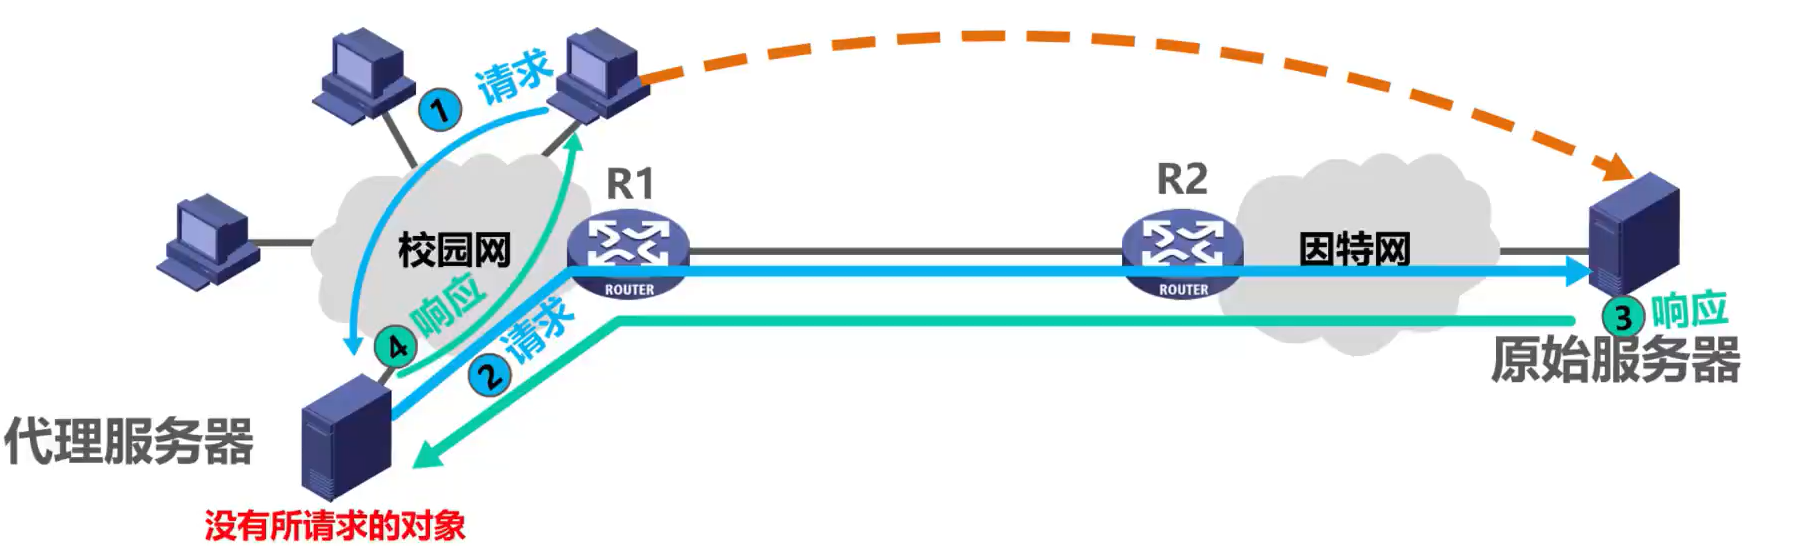 1 请求
R1
R2
校园网
因特网
ROUTER
ROUTER
4 响应
2 请求
3 响应
原始服务器
代理服务器
没有所请求的对象